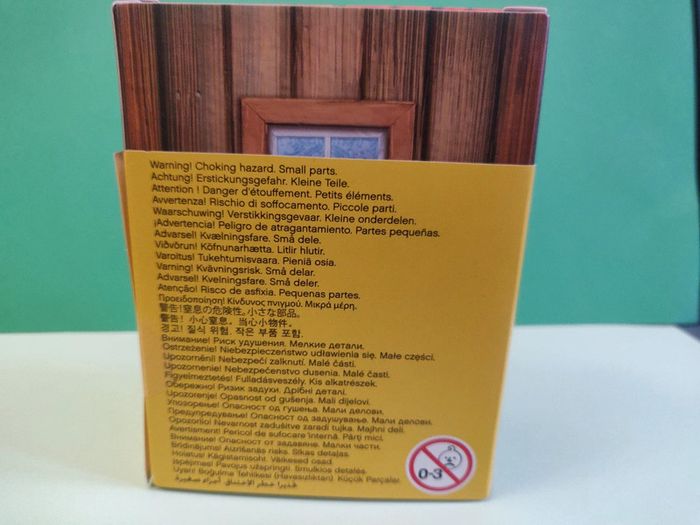 Warning! Choking hazard. Small parts.
Achtung! Erstickungsgefahr. Kleine Teile.
Attention ! Danger d'étouffement. Petits éléments.
Avvertenza! Rischio di soffocamento. Piccole parti.
Waarschuwing! Verstikkingsgevaar. Kleine onderdelen.
¡Advertencia! Peligro de atragantamiento. Partes pequeñas.
Advarsel! Kvælningsfare. Små dele.
Viðvörun! Köfnunarhætta. Litlir hlutir.
Varoitus! Tukehtumisvaara. Pieniä osia.
Varning! Kvävningsrisk. Små delar.
Advarsel! Kvelningsfare. Små deler.
Atenção! Risco de asfixia. Pequenas partes.
Προειδοποίηση! Κίνδυνος πνιγμού. Μικρά μέρη.
警告!窒息の危険性。小さな部品。
警告! 小心窒息。当心小物件。
경고! 질식 위험. 작은 부품 포함.
Внимание! Риск удушения. Мелкие детали.
Ostrzeżenie! Niebezpieczeństwo udławienia się. Małe części.
Upozornění! Nebezpečí zalknutí. Malé části.
Upozornenie! Nebezpečenstvo dusenia. Malé časti.
Figyelmeztetés! Fulladásveszély. Kis alkatrészek.
Обережно! Ризик задухи. Дрібні деталі.
Upozorenje! Opasnost od gušenja. Mali dijelovi.
Упозорење! Опасност од гушења. Мали делови.
Предупредување! Опасност од задушување. Мали делови.
Opozorilo! Nevarnost zadušitve zaradi tujka. Majhni deli.
Avertisment! Pericol de sufocare internă. Părți mici.
Внимание! Опасност от задавяне. Малки части.
Brīdinājums! Aizrīšanās risks. Sīkas detaļas.
Hoiatus! Kägistamisoht. Väikesed osad.
Įspėjimas! Pavojus užspringti. Smulkios detalės.
Uyarı! Boğulma Tehlikesi (Havasızlıktan) Küçük Parçalar.
تحذير! خطر الاختناق. أجزاء صغيرة
0-3